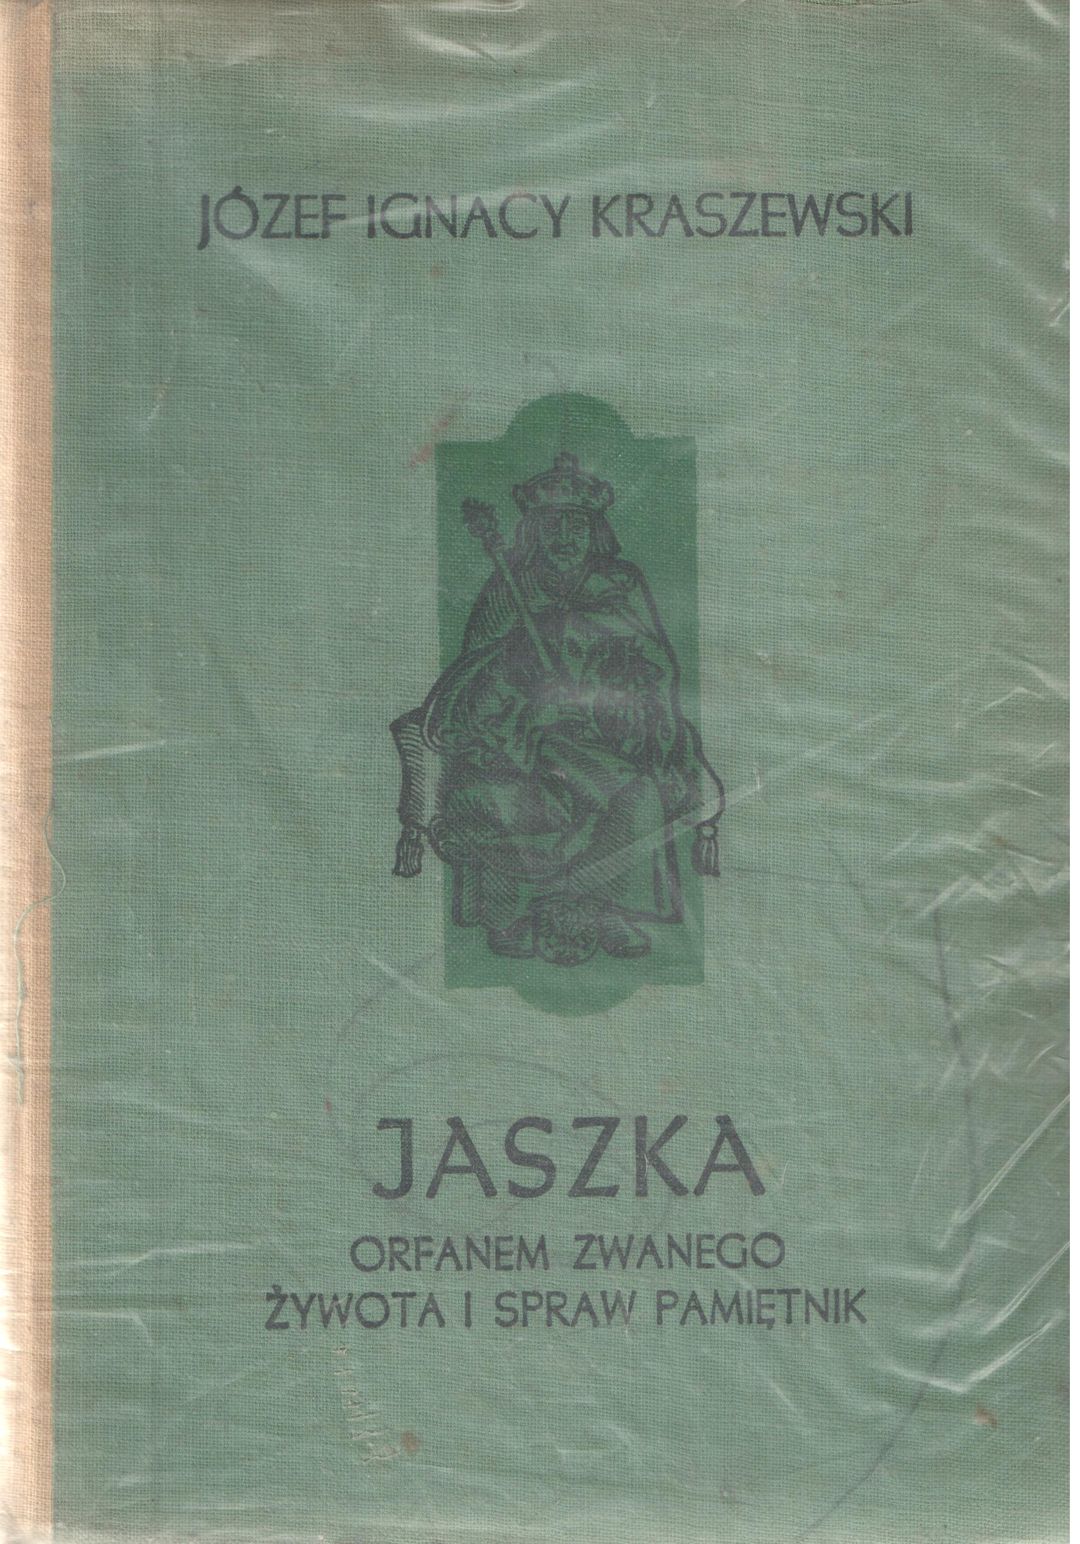 JÓZEF IGNACY KRASZEWSKI
JASZKA
ORFANEM ZWANEGO
ŻYWOTA I SPRAW PAMIĘTNIK